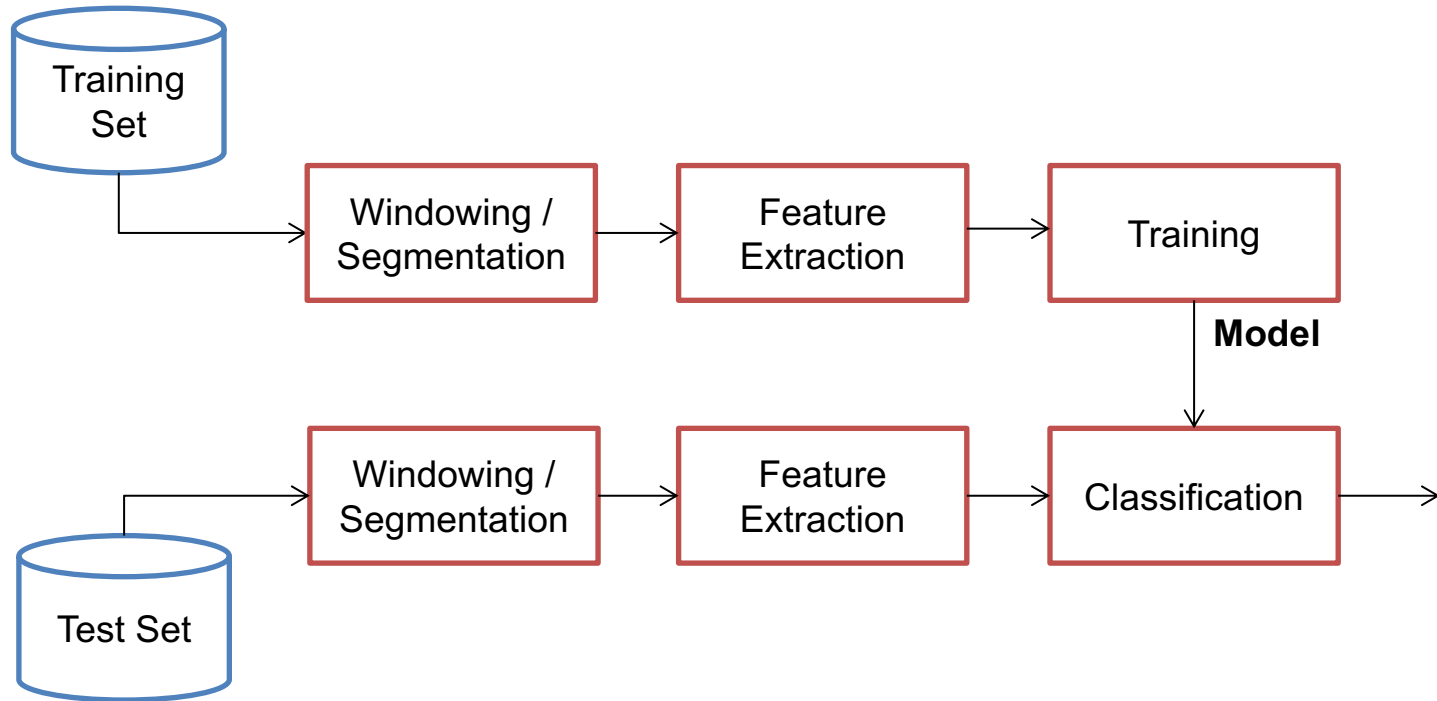 Training
Set
Windowing /
Segmentation
Feature
Extraction
Training
Model
Windowing /
Segmentation
Feature
Extraction
Classification
Test Set